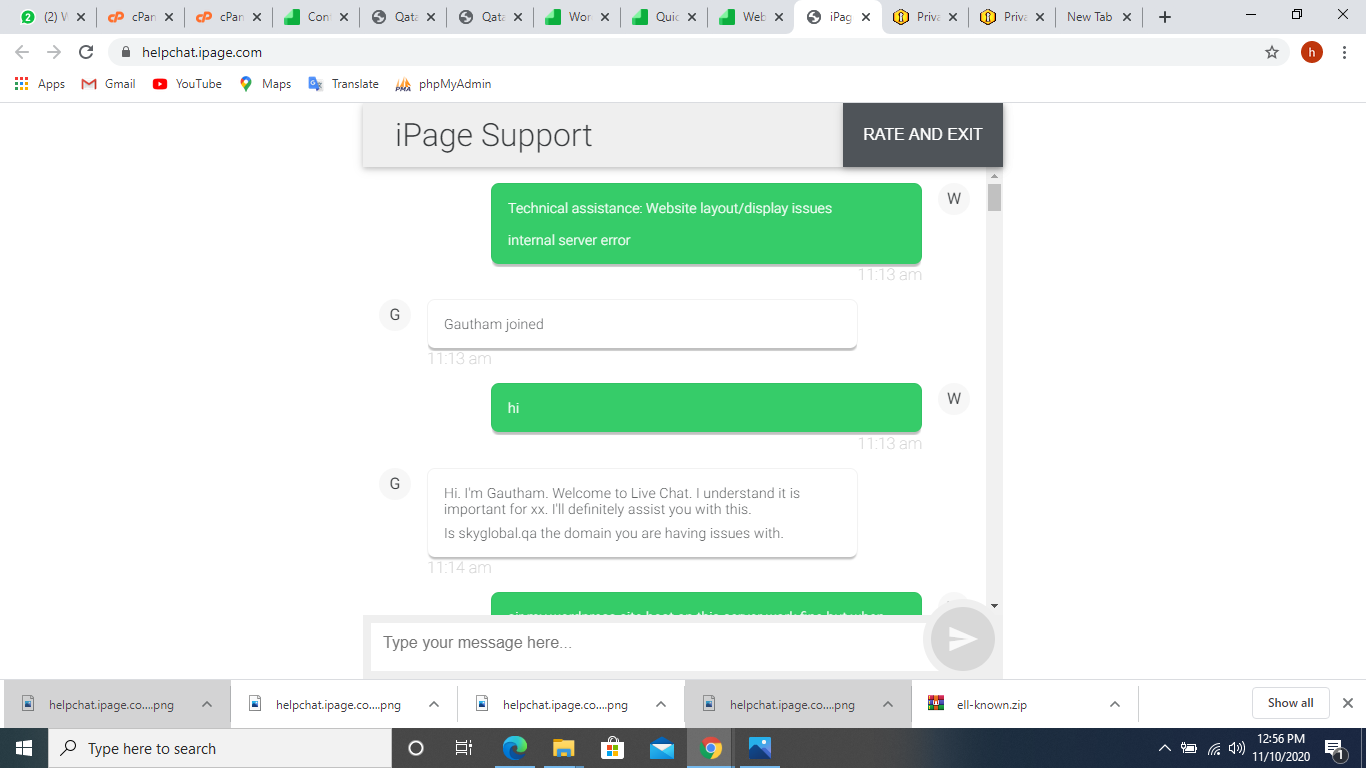 (2) W
cPan
cPan
Cont
Qata
Qata
Wor
Quic
Web
iPag
Priva
Priva
New Tab
helpchat.ipage.com
h
Apps
Gmail
YouTube
Maps
Translate
phpMyAdmin
iPage Support
RATE AND EXIT
Technical assistance: Website layout/display issues
W
internal server error
11:13 am
G
Gautham joined
11:13 am
hi
W
11:13 am
G
Hi. I'm Gautham. Welcome to Live Chat. I understand it is
important for xx. I'll definitely assist you with this.
Is skyglobal.qa the domain you are having issues with.
11:14 am
Type your message here...
helpchat.ipage.co....png
helpchat.ipage.co....png
helpchat.ipage.co....png
helpchat.ipage.co....png
ell-known.zip
Show all
Type here to search
12:56 PM
11/10/2020
1